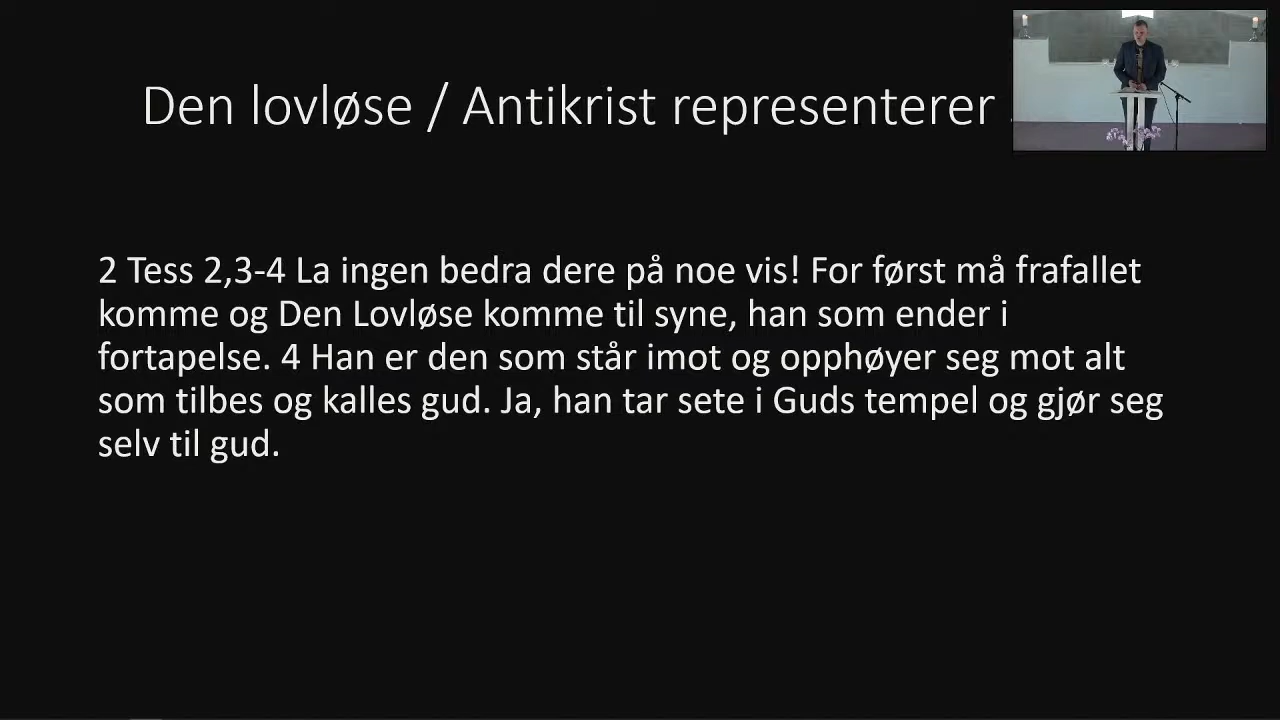 Den lovløse / Antikrist representerer
2 Tess 2,3-4 La ingen bedra dere på noe vis! For først må frafallet
komme og Den Lovløse komme til syne, han som ender i
fortapelse. 4 Han er den som står imot og opphøyer seg mot alt
som tilbes og kalles gud. Ja, han tar sete i Guds tempel og gjør seg
selv til gud.